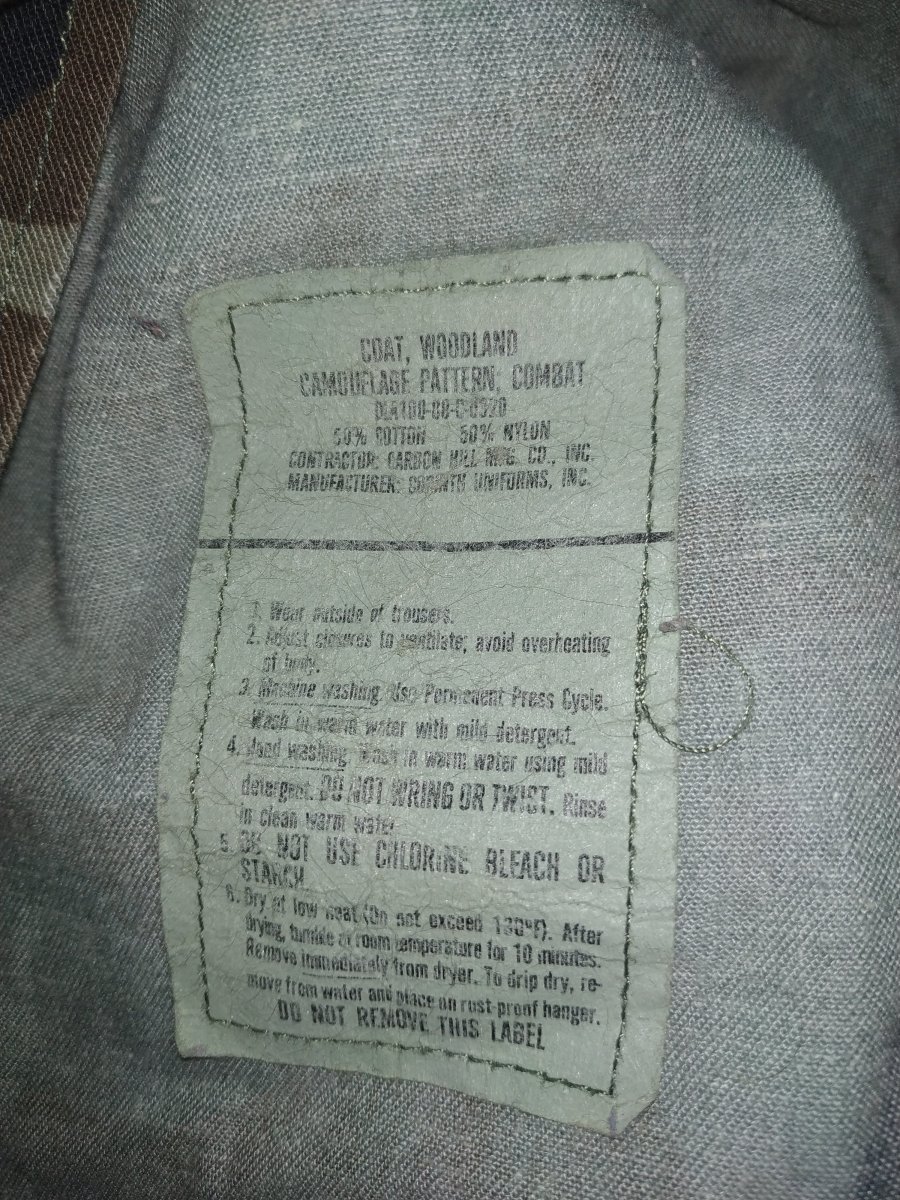 COAT, WOODLAND
CAMOUFLAGE PATTERN: COMBAT
50% COTTON 50% NYLON
CONTRACTOR: CARBON HILL MFG. CO., INC.
MANUFACTURER: UNIFORMS, INC.
1. Wear outside of trousers.
2. Adjust closures to ventilate; avoid overheating
of body.
3. Machine washing Use Permanent Press Cycle.
Wash in warm water with mild detergent.
4. Hand washing. Wash in warm water using mild
detergent. DO NOT WRING OR TWIST. Rinse
in clean warm water
5. DO NOT USE CHLORINE BLEACH OR
STARCH
6. Dry at low heat (Do not exceed 130°F). After
drying, tumble at room temperature for 10 minutes.
Remove immediately from dryer. To drip dry, re-
move from water and place on rust-proof hanger.
DO NOT REMOVE THIS LABEL